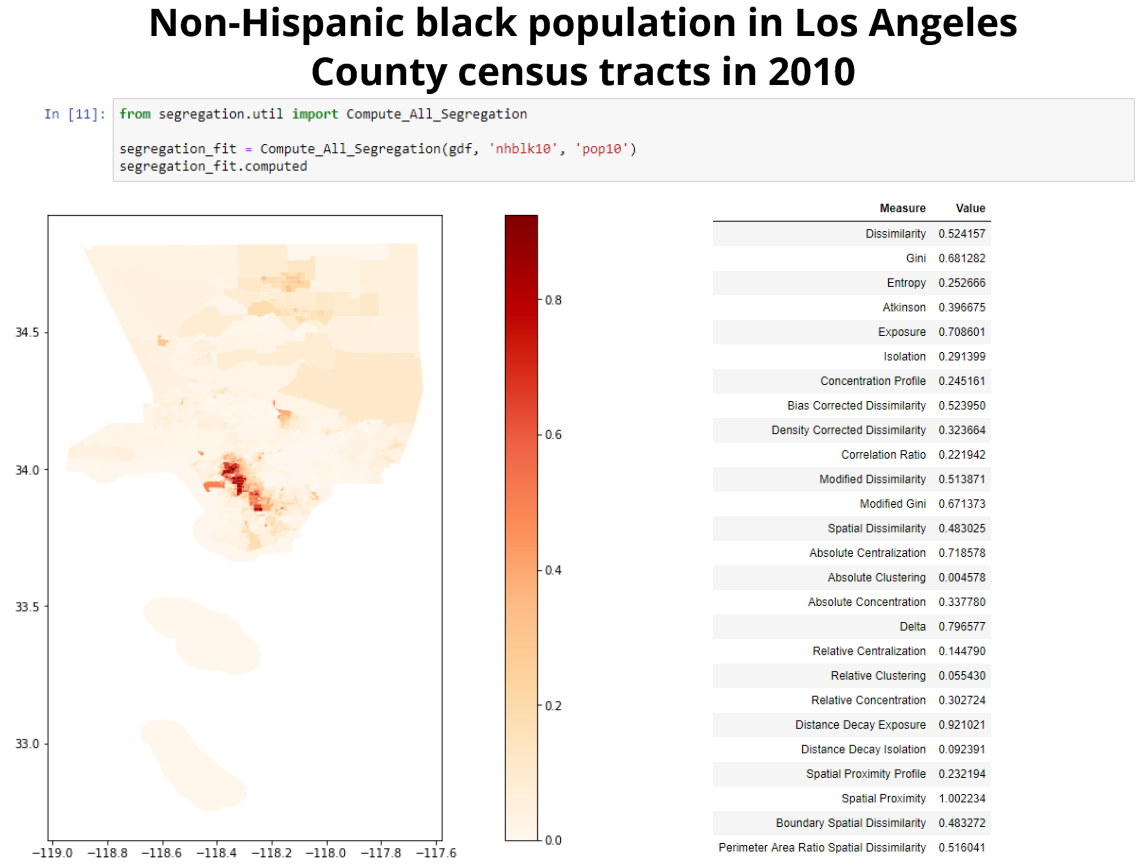 Non-Hispanic black population in Los Angeles
County census tracts in 2010
In [11]: from segregation.util import Compute_All_Segregation
segregation_fit = Compute_All_Segregation(gdf, 'nhblk10', 'pop10')
segregation_fit.computed
34.5
34.0
33.5
33.0
−119.0 −118.8 −118.6 −118.4 −118.2 −118.0 −117.8 −117.6
0.8
0.6
0.4
0.2
0.0
Measure Value
Dissimilarity 0.524157
Gini 0.681282
Entropy 0.252666
Atkinson 0.396675
Exposure 0.708601
Isolation 0.291399
Concentration Profile 0.245161
Bias Corrected Dissimilarity 0.523950
Density Corrected Dissimilarity 0.323664
Correlation Ratio 0.221942
Modified Dissimilarity 0.513871
Modified Gini 0.671373
Spatial Dissimilarity 0.483025
Absolute Centralization 0.718578
Absolute Clustering 0.004578
Absolute Concentration 0.337780
Delta 0.796577
Relative Centralization 0.144790
Relative Clustering 0.055430
Relative Concentration 0.302724
Distance Decay Exposure 0.921021
Distance Decay Isolation 0.092391
Spatial Proximity Profile 0.232194
Spatial Proximity 1.002234
Boundary Spatial Dissimilarity 0.483272
Perimeter Area Ratio Spatial Dissimilarity 0.516041